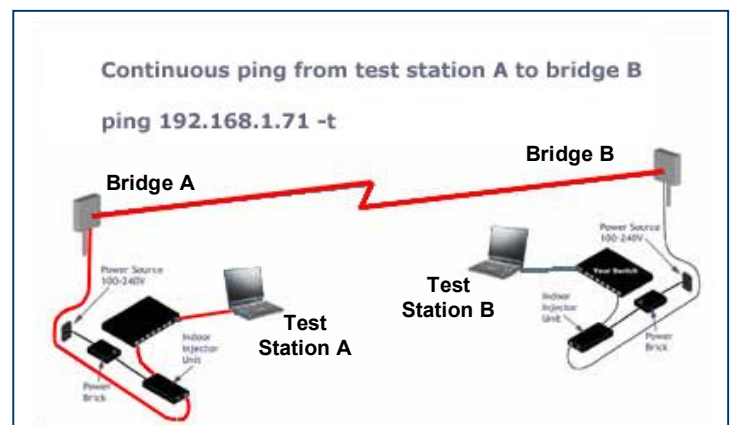 Continuous ping from test station A to bridge B
ping 192.168.1.71 -t
Bridge B
Bridge A
Power Source
100-240V
Power Source
100-240V
Your Switch
Test
Station B
Test
Station A
Indoor
Injector
Unit
Indoor
Injector
Unit
Power
Brick
Power
Brick